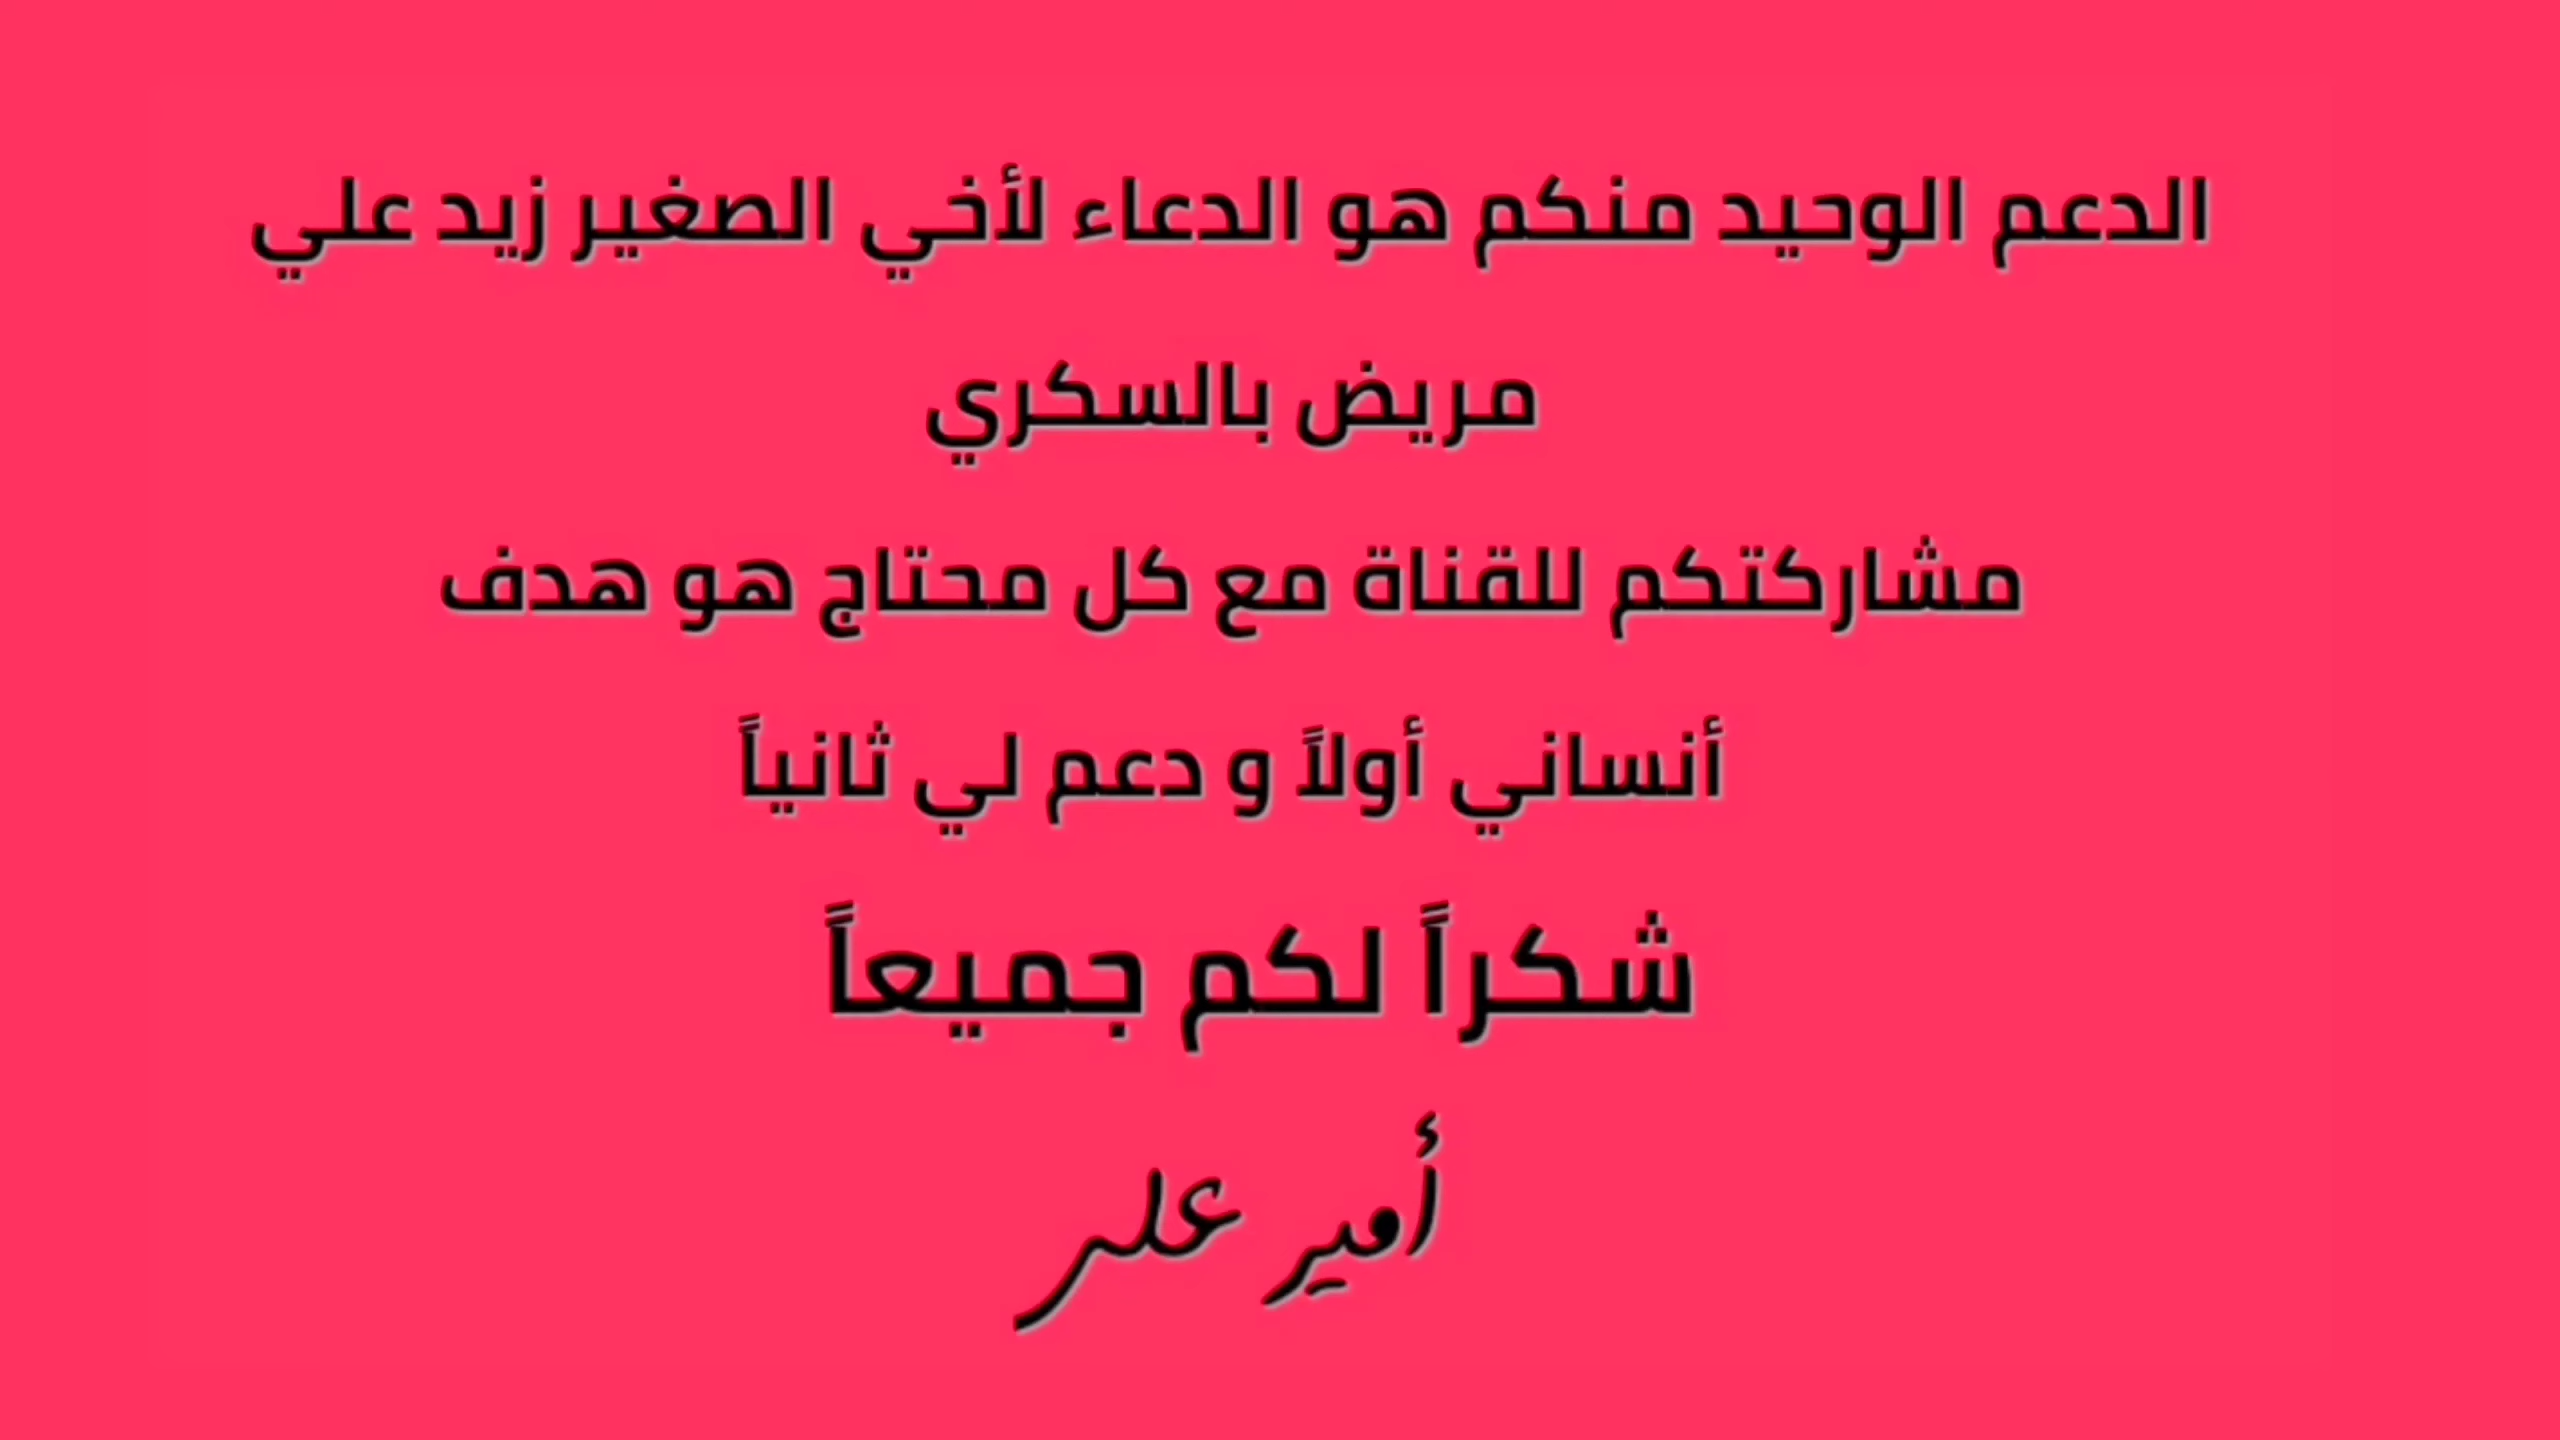 الدعم الوحيد منكم هو الدعاء لأخي الصغير زيد علي
مريض بالسكري
مشاركتكم للقناة مع كل محتاج هو هدف
أنساني أولاً و دعم لي ثانياً
شكراً لكم جميعاً
أمير علي